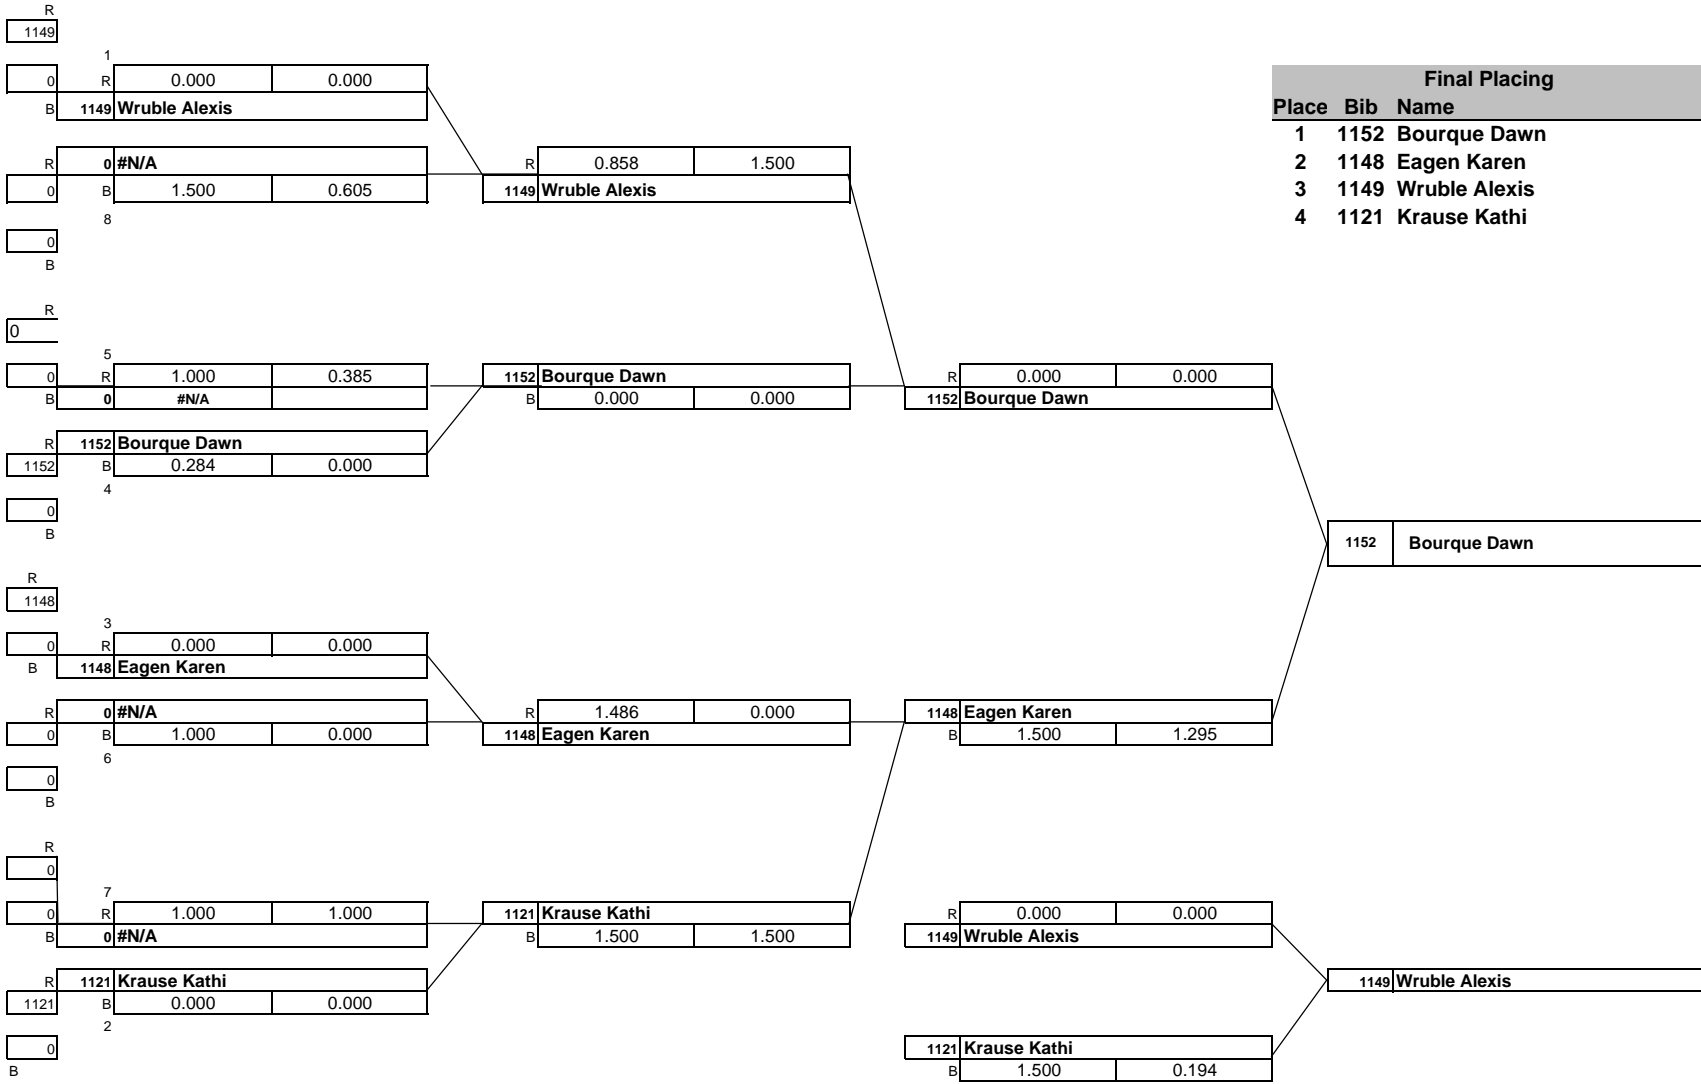 R
1149
1
0 R 0.000 0.000
B 1149 Wruble Alexis
R 0 #N/A
0 B 1.500 0.605
8
0
B
R 0.858 1.500
1149 Wruble Alexis
Final Placing
Place Bib Name
1 1152 Bourque Dawn
2 1148 Eagen Karen
3 1149 Wruble Alexis
4 1121 Krause Kathi
R
0
5
0 R 1.000 0.385
B 0 #N/A
R 1152 Bourque Dawn
1152 B 0.284 0.000
4
0
B
1152 Bourque Dawn
B 0.000 0.000
R 0.000 0.000
1152 Bourque Dawn
1152 Bourque Dawn
R
1148
3
0 R 0.000 0.000
B 1148 Eagen Karen
R 0 #N/A
0 B 1.000 0.000
6
0
B
R 1.486 0.000
1148 Eagen Karen
1148 Eagen Karen
B 1.500 1.295
R
0
7
0 R 1.000 1.000
B 0 #N/A
R 1121 Krause Kathi
1121 B 0.000 0.000
2
0
B
1121 Krause Kathi
B 1.500 1.500
R 0.000 0.000
1149 Wruble Alexis
1149 Wruble Alexis
1121 Krause Kathi
B 1.500 0.194